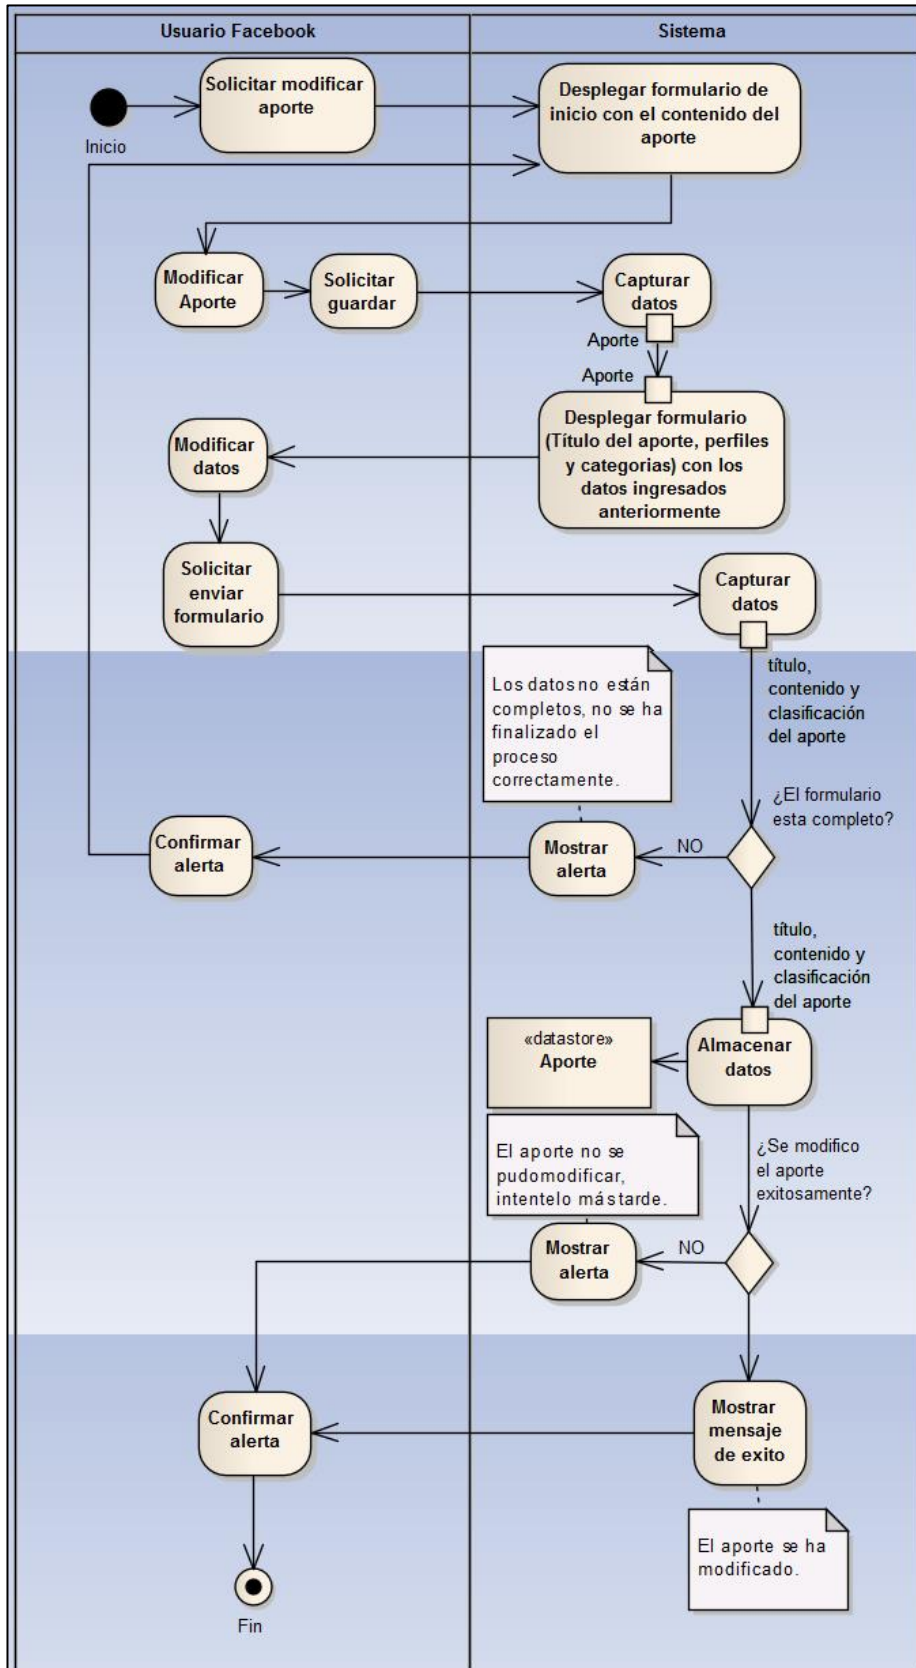 Usuario Facebook
Sistema
Solicitar modificar
aporte
Desplegar formulario de
inicio con el contenido del
aporte
Inicio
Modificar
Aporte
Solicitar
guardar
Capturar
datos
Aporte
Aporte
Desplegar formulario
(Título del aporte, perfiles
y categorias) con los
datos ingresados
anteriormente
Modificar
datos
Solicitar
enviar
formulario
Capturar
datos
título,
contenido y
clasificación
del aporte
Los datos no están
completos, no se ha
finalizado el
proceso
correctamente.
¿El formulario
esta completo?
NO
Mostrar
alerta
Confirmar
alerta
título,
contenido y
clasificación
del aporte
Almacenar
datos
«datastore»
Aporte
El aporte no se
pudomodificar,
intentelo más tarde.
¿Se modifico
el aporte
exitosamente?
NO
Mostrar
alerta
Confirmar
alerta
Mostrar
mensaje
de exito
El aporte se ha
modificado.
Fin